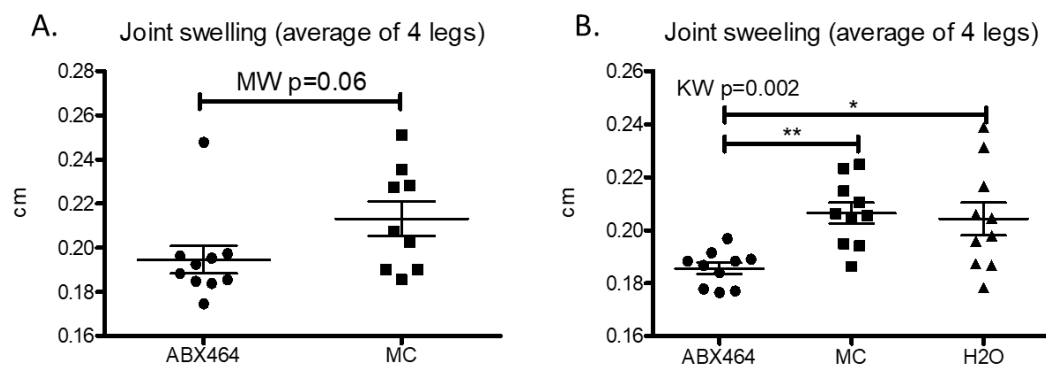 A.
Joint swelling (average of 4 legs)
0.28
0.26
0.24
0.22
0.20
0.18
0.16
cm
MW p=0.06
ABX464
MC
B.
Joint sweeling (average of 4 legs)
0.26
0.24
0.22
0.20
0.18
0.16
cm
KW p=0.002
*
**
ABX464
MC
H2O